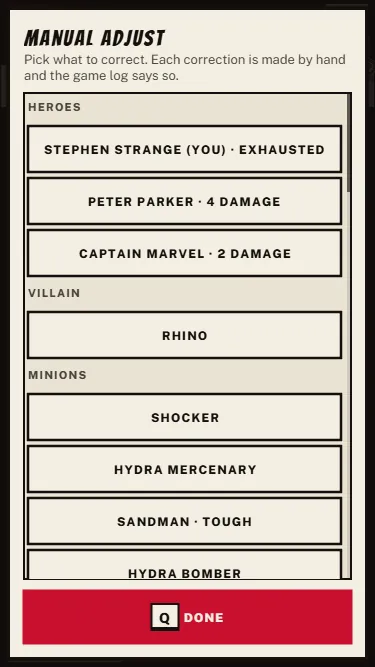 MANUAL ADJUST
Pick what to correct. Each correction is made by hand
and the game log says so.
HEROES
STEPHEN STRANGE (YOU) · EXHAUSTED
PETER PARKER · 4 DAMAGE
CAPTAIN MARVEL · 2 DAMAGE
VILLAIN
RHINO
MINIONS
SHOCKER
HYDRA MERCENARY
SANDMAN · TOUGH
HYDRA BOMBER
Q DONE